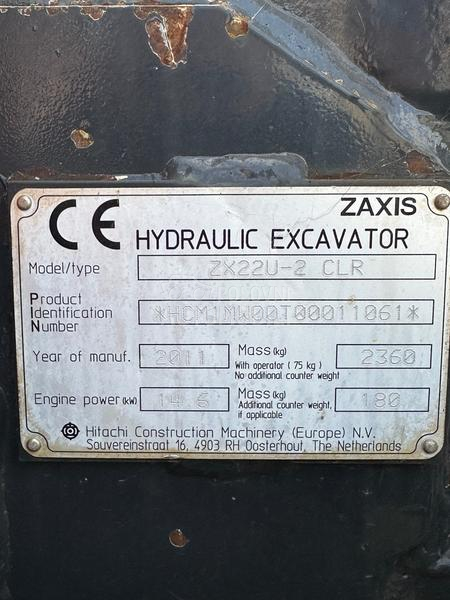 ZAXIS
CE HYDRAULIC EXCAVATOR
Model/type ZX22U-2 CLR
Product
Identification *HCM1MW00T00011061*
Number
Year of manuf. 2011 Mass(kg) 2360
With operator ( 75 kg )
No additional counter weight
Engine power(kW) 14.6 Mass(kg) 180
Additional counter weight,
if applicable
Hitachi Construction Machinery (Europe) N.V.
Souvereinstraat 16, 4903 RH Oosterhout, The Netherlands